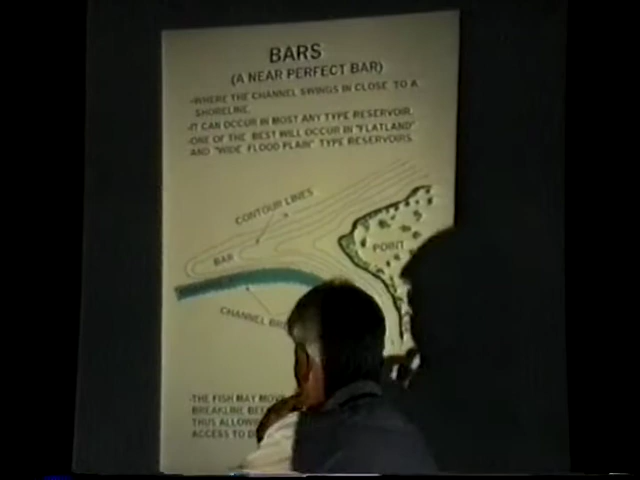 BARS
(A NEAR PERFECT BAR)
-WHERE THE CHANNEL SWINGS IN CLOSE TO A
SHORELINE.
-IT CAN OCCUR IN MOST ANY TYPE RESERVOIR.
-ONE OF THE BEST WILL OCCUR IN "FLATLAND"
AND "WIDE FLOOD PLAIN" TYPE RESERVOIRS.
CONTOUR LINES
POINT
BAR
CHANNEL
-THE FISH MAY
BREAKLINE
THUS
ACCESS TO